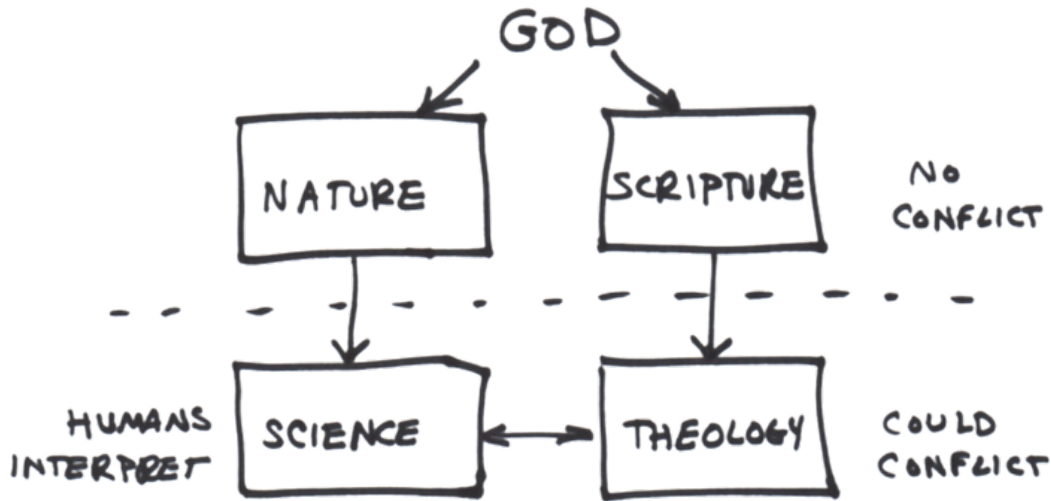 GOD
NATURE
SCRIPTURE
NO
CONFLICT
HUMANS
INTERPRET
SCIENCE
THEOLOGY
COULD
CONFLICT